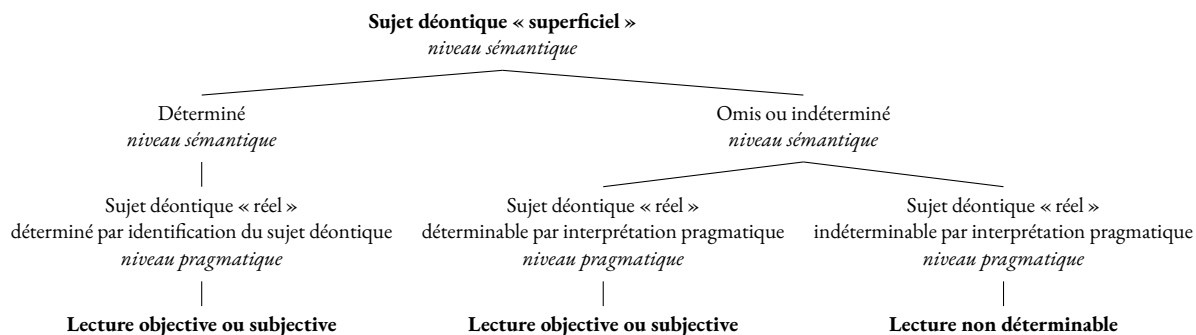 Sujet déontique « superficiel »
niveau sémantique
Déterminé
niveau sémantique
Omis ou indéterminé
niveau sémantique
Sujet déontique « réel »
déterminé par identification du sujet déontique
niveau pragmatique
Sujet déontique « réel »
déterminable par interprétation pragmatique
niveau pragmatique
Sujet déontique « réel »
indéterminable par interprétation pragmatique
niveau pragmatique
Lecture objective ou subjective
Lecture objective ou subjective
Lecture non déterminable